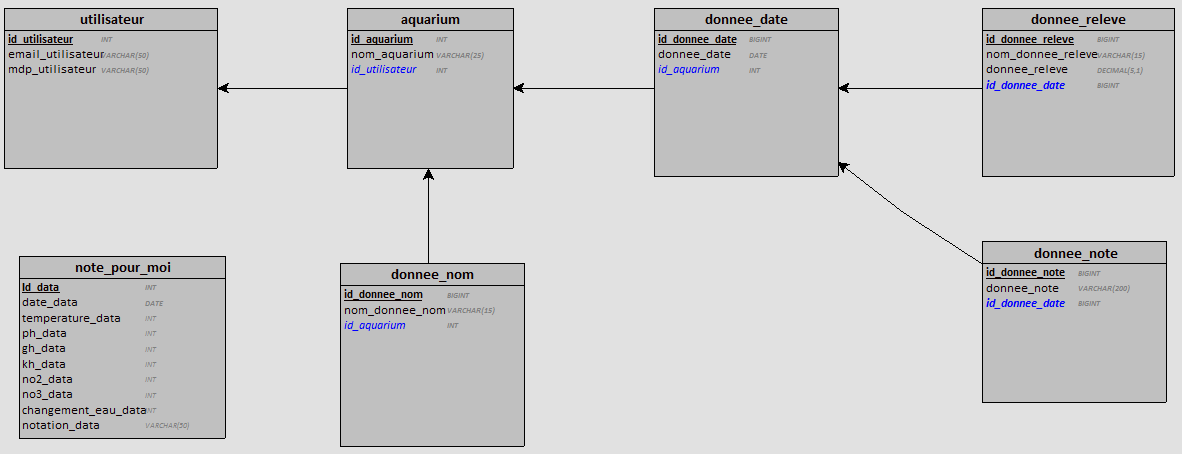 utilisateur
id_utilisateur INT
email_utilisateur VARCHAR(50)
mdp_utilisateur VARCHAR(50)
aquarium
id_aquarium INT
nom_aquarium VARCHAR(25)
id_utilisateur INT
donnee_date
id_donnee_date BIGINT
donnee_date DATE
id_aquarium INT
donnee_releve
id_donnee_releve BIGINT
nom_donnee_releve VARCHAR(15)
donnee_releve DECIMAL(5,1)
id_donnee_date BIGINT
note_pour_moi
Id_data INT
date_data DATE
temperature_data INT
ph_data INT
gh_data INT
kh_data INT
no2_data INT
no3_data INT
changement_eau_data INT
notation_data VARCHAR(50)
donnee_nom
id_donnee_nom BIGINT
nom_donnee_nom VARCHAR(15)
id_aquarium INT
donnee_note
id_donnee_note BIGINT
donnee_note VARCHAR(200)
id_donnee_date BIGINT